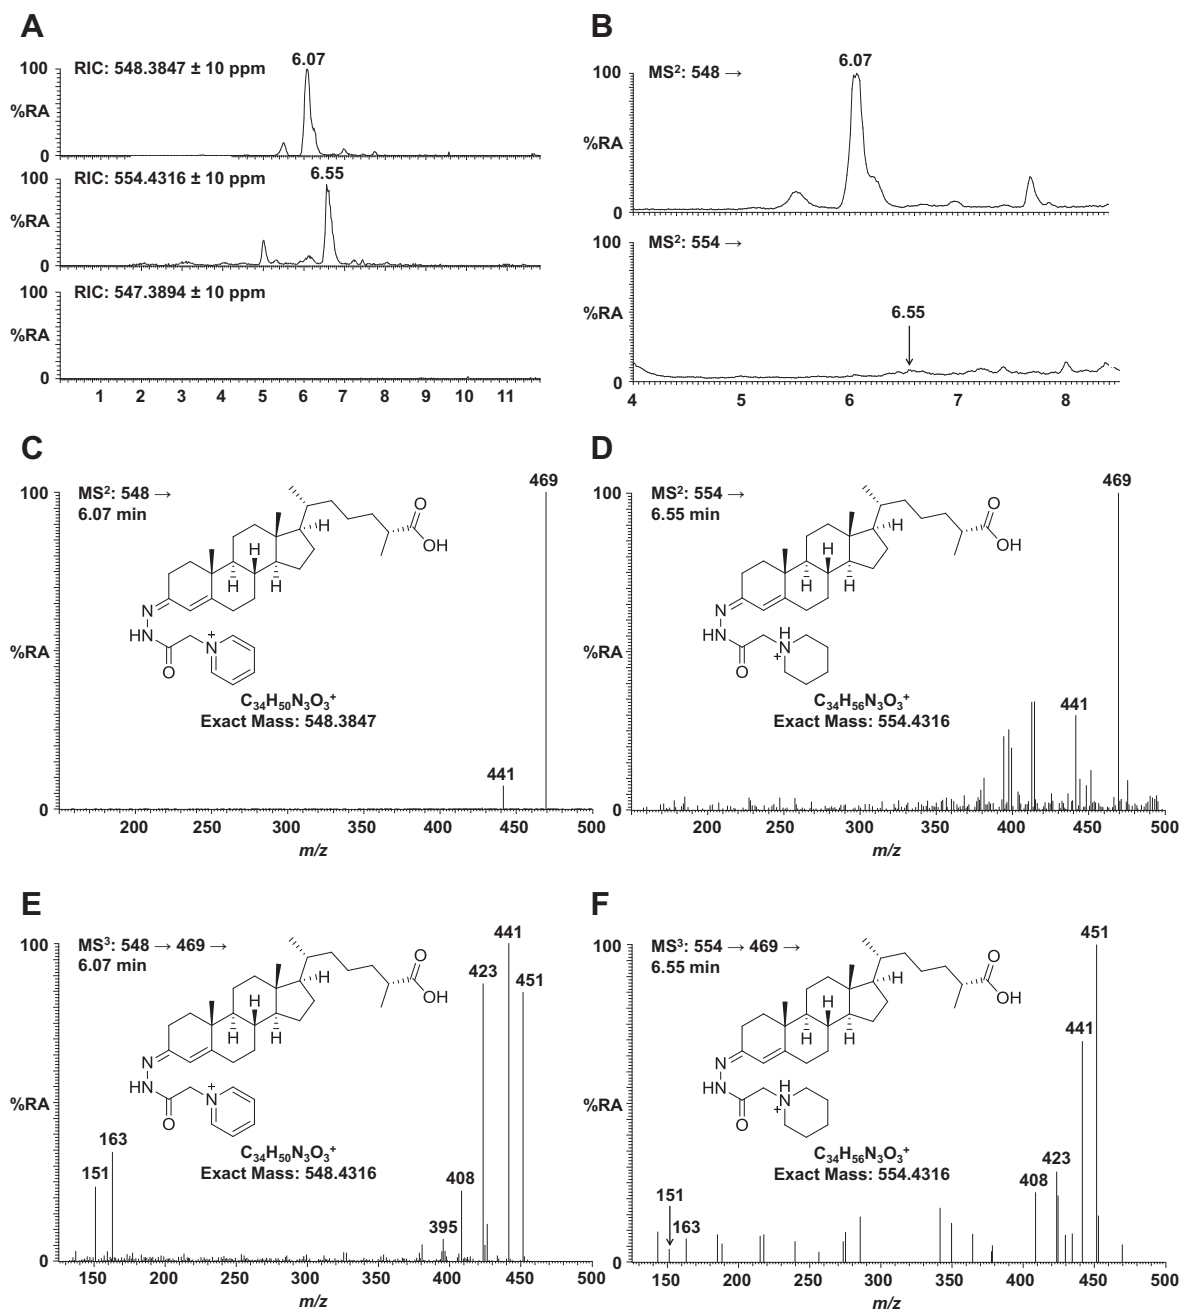 A
RIC: 548.3847 ± 10 ppm
6.07
100
%RA
0
RIC: 554.4316 ± 10 ppm
6.55
100
%RA
0
RIC: 547.3894 ± 10 ppm
100
%RA
0
1 2 3 4 5 6 7 8 9 10 11
B
MS²: 548 →
6.07
100
%RA
0
MS²: 554 →
100
6.55
%RA
0
4 5 6 7 8
C
MS²: 548 →
6.07 min
469
100
O
OH
H
H
H
H
N
HN
O
N
+
%RA
C₃₄H₅₀N₃O₃⁺
Exact Mass: 548.3847
441
0
200 250 300 350 400 450 500
m/z
D
MS²: 554 →
6.55 min
469
100
O
OH
H
H
H
H
N
HN
O
H
N
+
%RA
C₃₄H₅₆N₃O₃⁺
Exact Mass: 554.4316
441
0
200 250 300 350 400 450 500
m/z
E
MS³: 548 → 469 →
6.07 min
441
451
423
100
O
OH
H
H
H
H
N
HN
O
N
+
%RA
163
151
C₃₄H₅₀N₃O₃⁺
Exact Mass: 548.4316
408
395
0
150 200 250 300 350 400 450 500
m/z
F
MS³: 554 → 469 →
6.55 min
451
441
100
O
OH
H
H
H
H
N
HN
O
H
N
+
%RA
C₃₄H₅₆N₃O₃⁺
Exact Mass: 554.4316
423
408
151
163
0
150 200 250 300 350 400 450 500
m/z